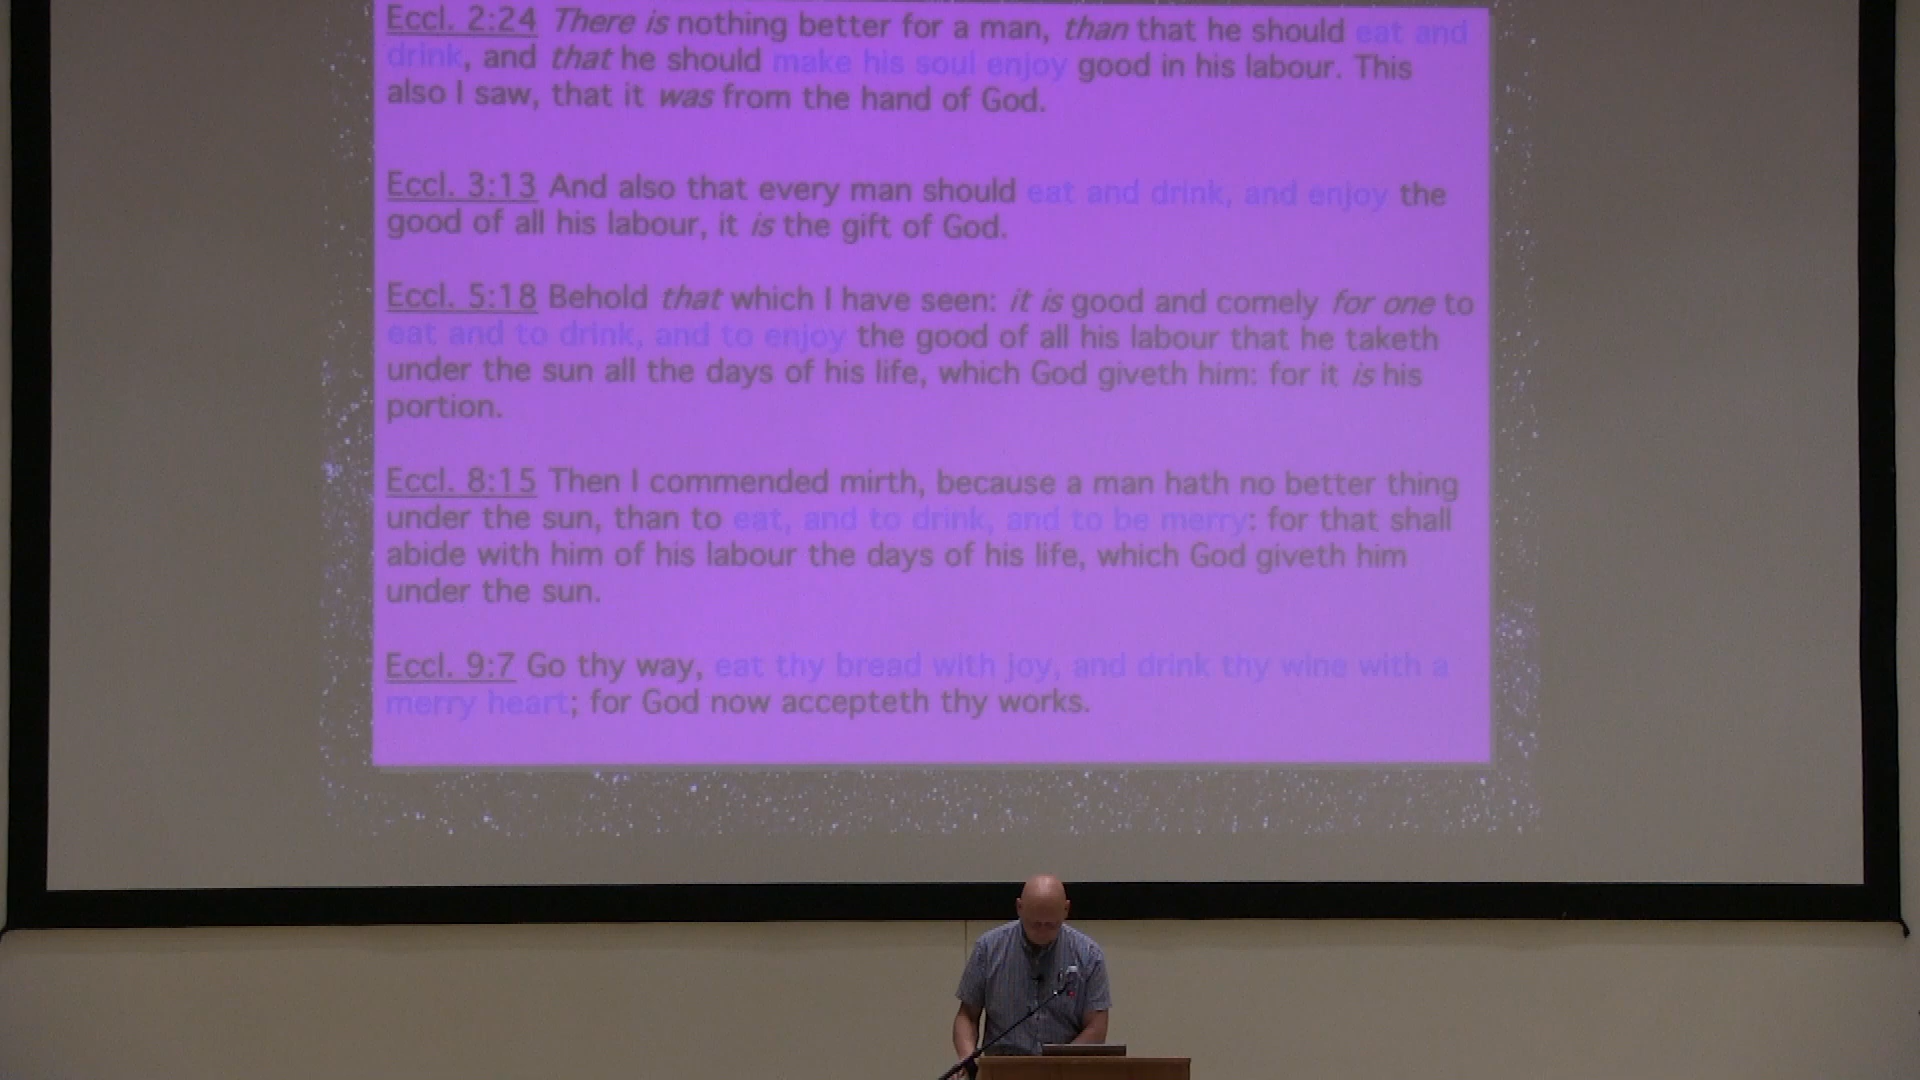 Eccl. 2:24 There is nothing better for a man, than that he should eat and
drink, and that he should make his soul enjoy good in his labour. This
also I saw, that it was from the hand of God.
Eccl. 3:13 And also that every man should eat and drink, and enjoy the
good of all his labour, it is the gift of God.
Eccl. 5:18 Behold that which I have seen: it is good and comely for one to
eat and to drink, and to enjoy the good of all his labour that he taketh
under the sun all the days of his life, which God giveth him: for it is his
portion.
Eccl. 8:15 Then I commended mirth, because a man hath no better thing
under the sun, than to eat, and to drink, and to be merry: for that shall
abide with him of his labour the days of his life, which God giveth him
under the sun.
Eccl. 9:7 Go thy way, eat thy bread with joy, and drink thy wine with a
merry heart; for God now accepteth thy works.